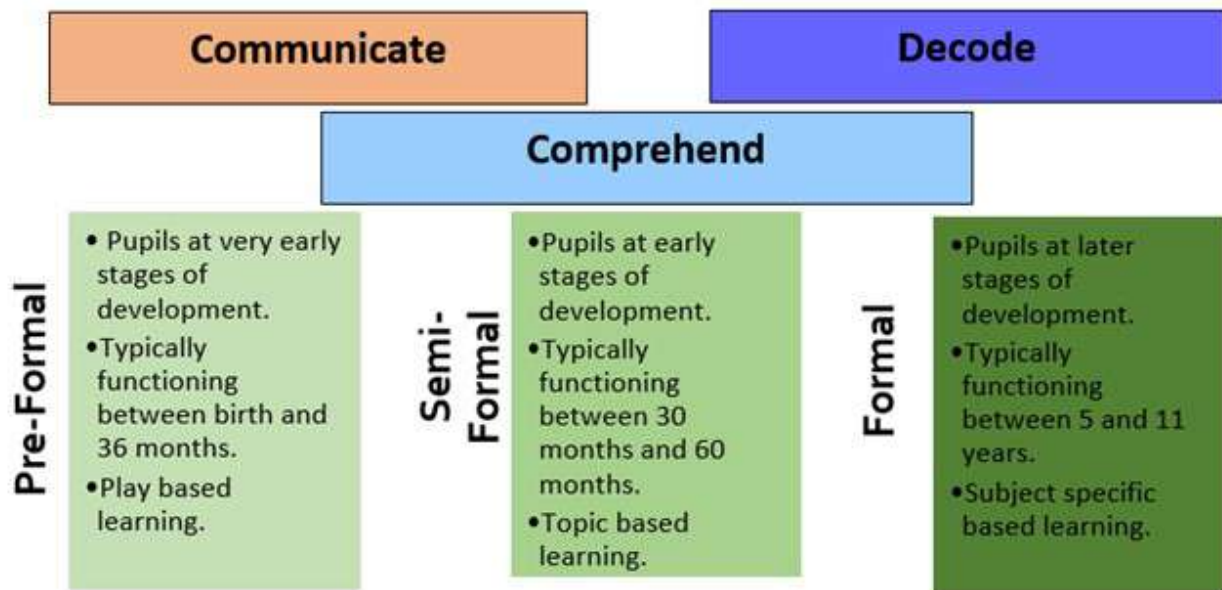 Communicate
Decode
Comprehend
Pre-Formal
• Pupils at very early
stages of
development.
•Typically
functioning
between birth and
36 months.
•Play based
learning.
Semi-
Formal
•Pupils at early
stages of
development.
•Typically
functioning
between 30
months and 60
months.
•Topic based
learning.
Formal
•Pupils at later
stages of
development.
•Typically
functioning
between 5 and 11
years.
•Subject specific
based learning.